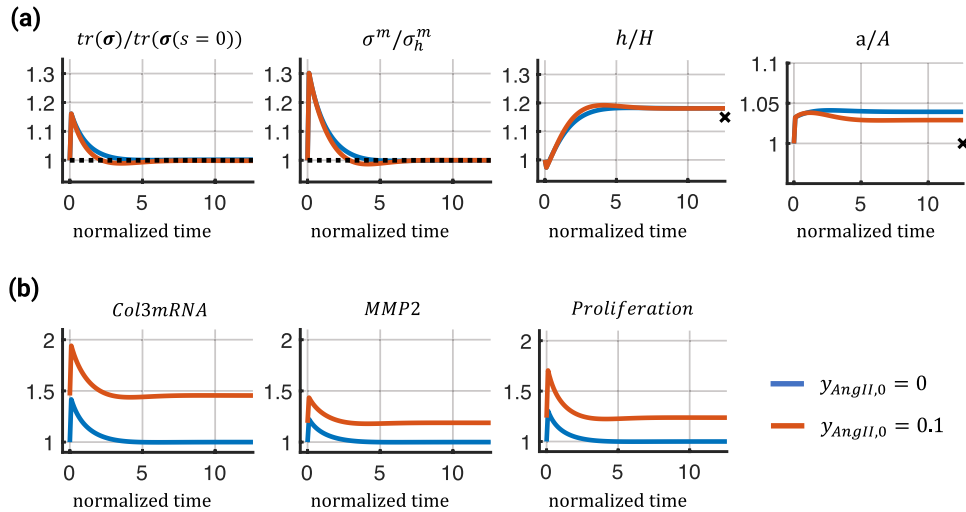 (a)
tr(σ)/tr(σ(s = 0))
σᵐ/σₕᵐ
h/H
a/A
1.3
1.2
1.1
1
0 5 10
normalized time
1.3
1.2
1.1
1
0 5 10
normalized time
1.3
1.2
1.1
1
0 5 10
normalized time
1.1
1.05
1
0 5 10
normalized time
(b)
Col3mRNA
MMP2
Proliferation
2
1.5
1
0 5 10
normalized time
2
1.5
1
0 5 10
normalized time
2
1.5
1
0 5 10
normalized time
y_AngII,0 = 0
y_AngII,0 = 0.1